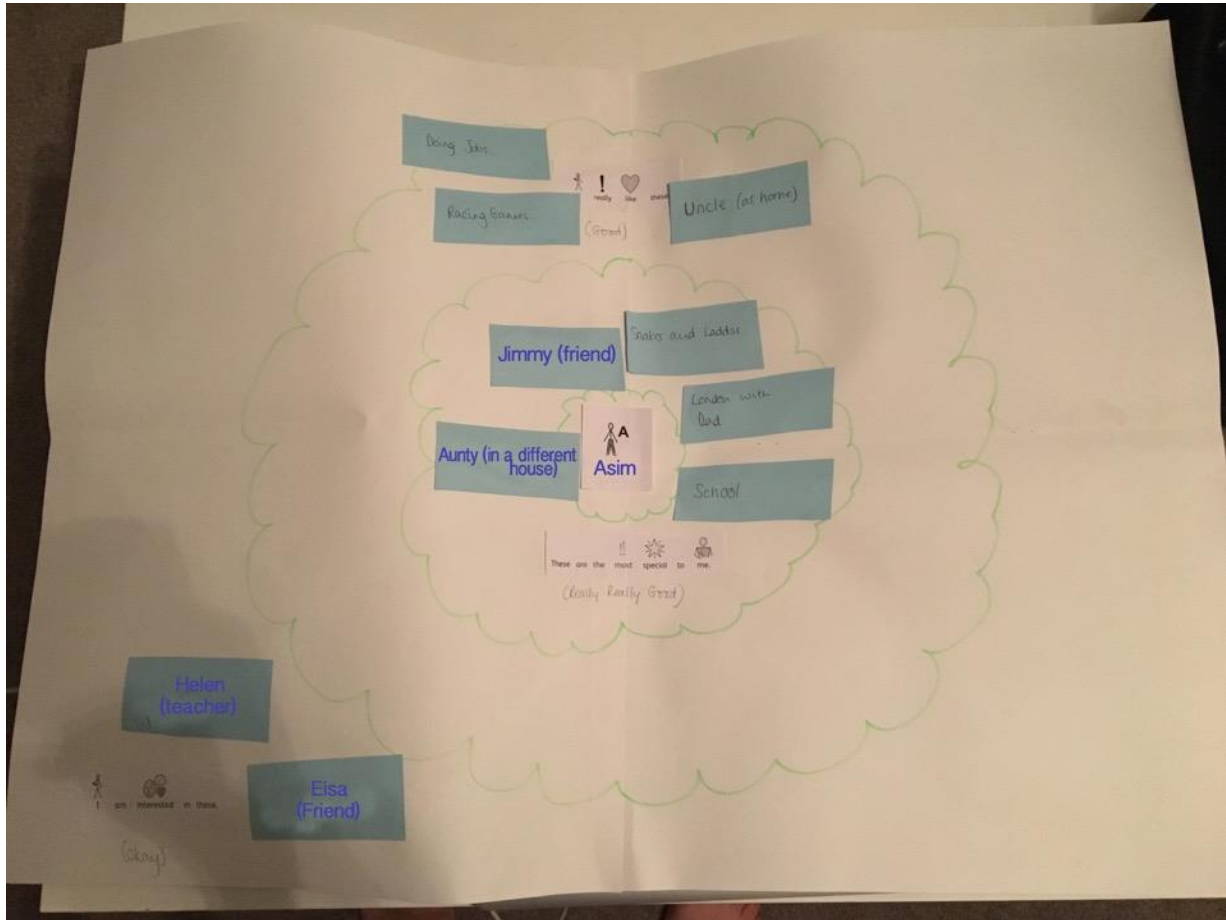 Doing Jobs
I really like these
Racing Games
Uncle (at home)
(Good)
Jimmy (friend)
Snakes and Ladder
London with
Dad
Aunty (in a different
house)
A
Asim
School
These are the most special to me.
(Really Really Good)
Helen
(teacher)
I am interested in these.
Eisa
(Friend)
(okay)